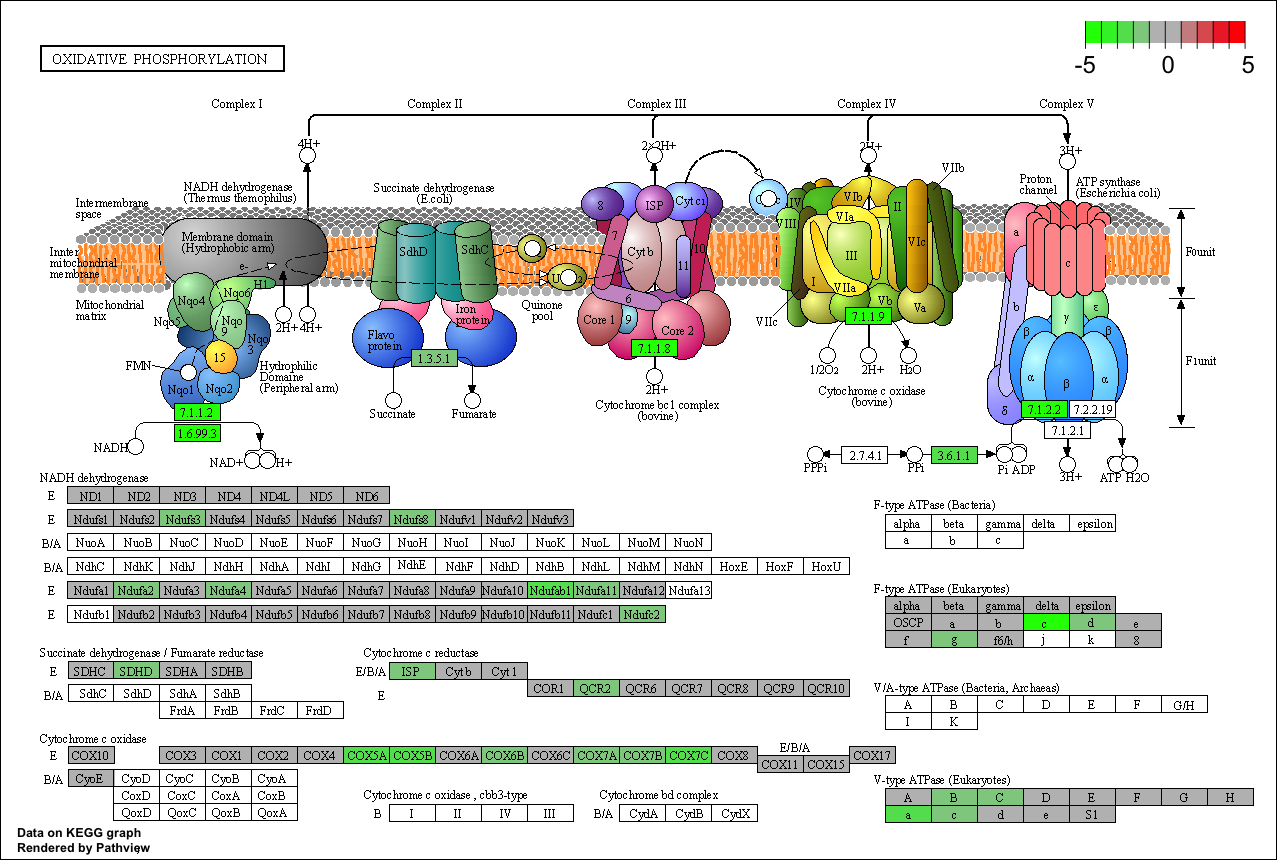 OXIDATIVE PHOSPHORYLATION
-5 0 5
Complex I Complex II Complex III Complex IV Complex V
4H+ 2×2H+ 2H+ 3H+
NADH dehydrogenase
(Thermus themophilus)
Succinate dehydrogenase
(E.coli)
VIIb
Proton
channel
ATP synthase
(Escherichia coli)
Intermembrane
space
Innter
mitochondrial
membrane
Mitochondrial
matrix
Membrane domain
(Hydrophobic arm)
e-
H1
Nqo4
Nqo6
Nqo5
Nqo
9
Nqo
3
15
FMN
Nqo1
Nqo2
2H+ 4H+
Hydrophilic
Domaine
(Peripheral arm)
7.1.1.2
1.6.99.3
NADH
NAD+ H+
SdhD
SdhC
Flavo
protein
Iron
protein
1.3.5.1
Succinate Fumarate
Quinone
pool
8 ISP Cyt c1
7 Cyt b 10
11
6
Core 1 9 Core 2
7.1.1.8
2H+
Cytochrome bc1 complex
(bovine)
IV VIb II
VIII VIa VIc
III
I VIIa
Vb Va
VIIc
7.1.1.9
1/2O2 2H+ H2O
Cytochrome c oxidase
(bovine)
a c
b
γ ε
β β
α β α
δ
F0unit
F1unit
7.1.2.2 7.2.2.19
7.1.2.1
PPPi 2.7.4.1 PPi 3.6.1.1 Pi ADP 3H+ ATP H2O
NADH dehydrogenase
E ND1 ND2 ND3 ND4 ND4L ND5 ND6
E Ndufs1 Ndufs2 Ndufs3 Ndufs4 Ndufs5 Ndufs6 Ndufs7 Ndufs8 Ndufv1 Ndufv2 Ndufv3
B/A NuoA NuoB NuoC NuoD NuoE NuoF NuoG NuoH NuoI NuoJ NuoK NuoL NuoM NuoN
B/A NdhC NdhK NdhJ NdhH NdhA NdhI NdhG NdhE NdhF NdhD NdhB NdhL NdhM NdhN HoxE HoxF HoxU
E Ndufa1 Ndufa2 Ndufa3 Ndufa4 Ndufa5 Ndufa6 Ndufa7 Ndufa8 Ndufa9 Ndufa10 Ndufab1 Ndufa11 Ndufa12 Ndufa13
E Ndufb1 Ndufb2 Ndufb3 Ndufb4 Ndufb5 Ndufb6 Ndufb7 Ndufb8 Ndufb9 Ndufb10 Ndufb11 Ndufc1 Ndufc2
Succinate dehydrogenase / Fumarate reductase
E SDHC SDHD SDHA SDHB
B/A SdhC SdhD SdhA SdhB
FrdA FrdB FrdC FrdD
Cytochrome c reductase
E/B/A ISP Cyt b Cyt 1
E COR1 QCR2 QCR6 QCR7 QCR8 QCR9 QCR10
Cytochrome c oxidase
E COX10 COX3 COX1 COX2 COX4 COX5A COX5B COX6A COX6B COX6C COX7A COX7B COX7C COX8
E/B/A
COX11 COX15
COX17
B/A CyoE CyoD CyoC CyoB CyoA
CoxD CoxC CoxA CoxB
QoxD QoxC QoxB QoxA
Cytochrome c oxidase , cbb3-type
B I II IV III
Cytochrome bd complex
B/A CydA CydB CydX
F-type ATPase (Bacteria)
alpha beta gamma delta epsilon
a b c
F-type ATPase (Eukaryotes)
alpha beta gamma delta epsilon
OSCP a b c d e
f g f6/h j k 8
V/A-type ATPase (Bacteria, Archaeas)
A B C D E F G/H
I K
V-type ATPase (Eukaryotes)
A B C D E F G H
a c d e S1
Data on KEGG graph
Rendered by Pathview